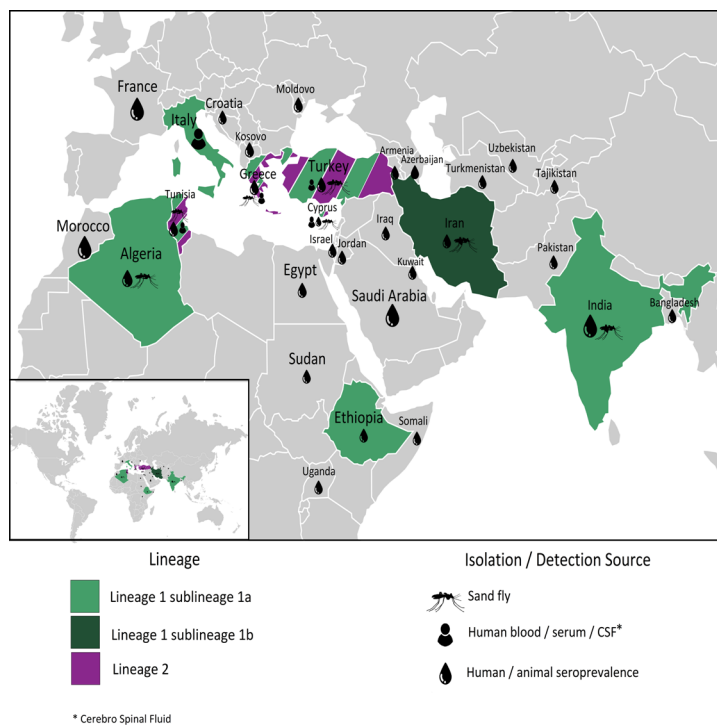 France
Croatia
Moldovo
Italy
Kosovo
Armenia
Azerbaijan
Uzbekistan
Turkmenistan
Tajikistan
Greece
Turkey
Tunisia
Cyprus
Morocco
Algeria
Israel
Jordan
Iraq
Iran
Kuwait
Pakistan
Egypt
Saudi Arabia
India
Bangladesh
Sudan
Ethiopia
Somali
Uganda
Lineage
Lineage 1 sublineage 1a
Lineage 1 sublineage 1b
Lineage 2
Isolation / Detection Source
Sand fly
Human blood / serum / CSF*
Human / animal seroprevalence
* Cerebro Spinal Fluid